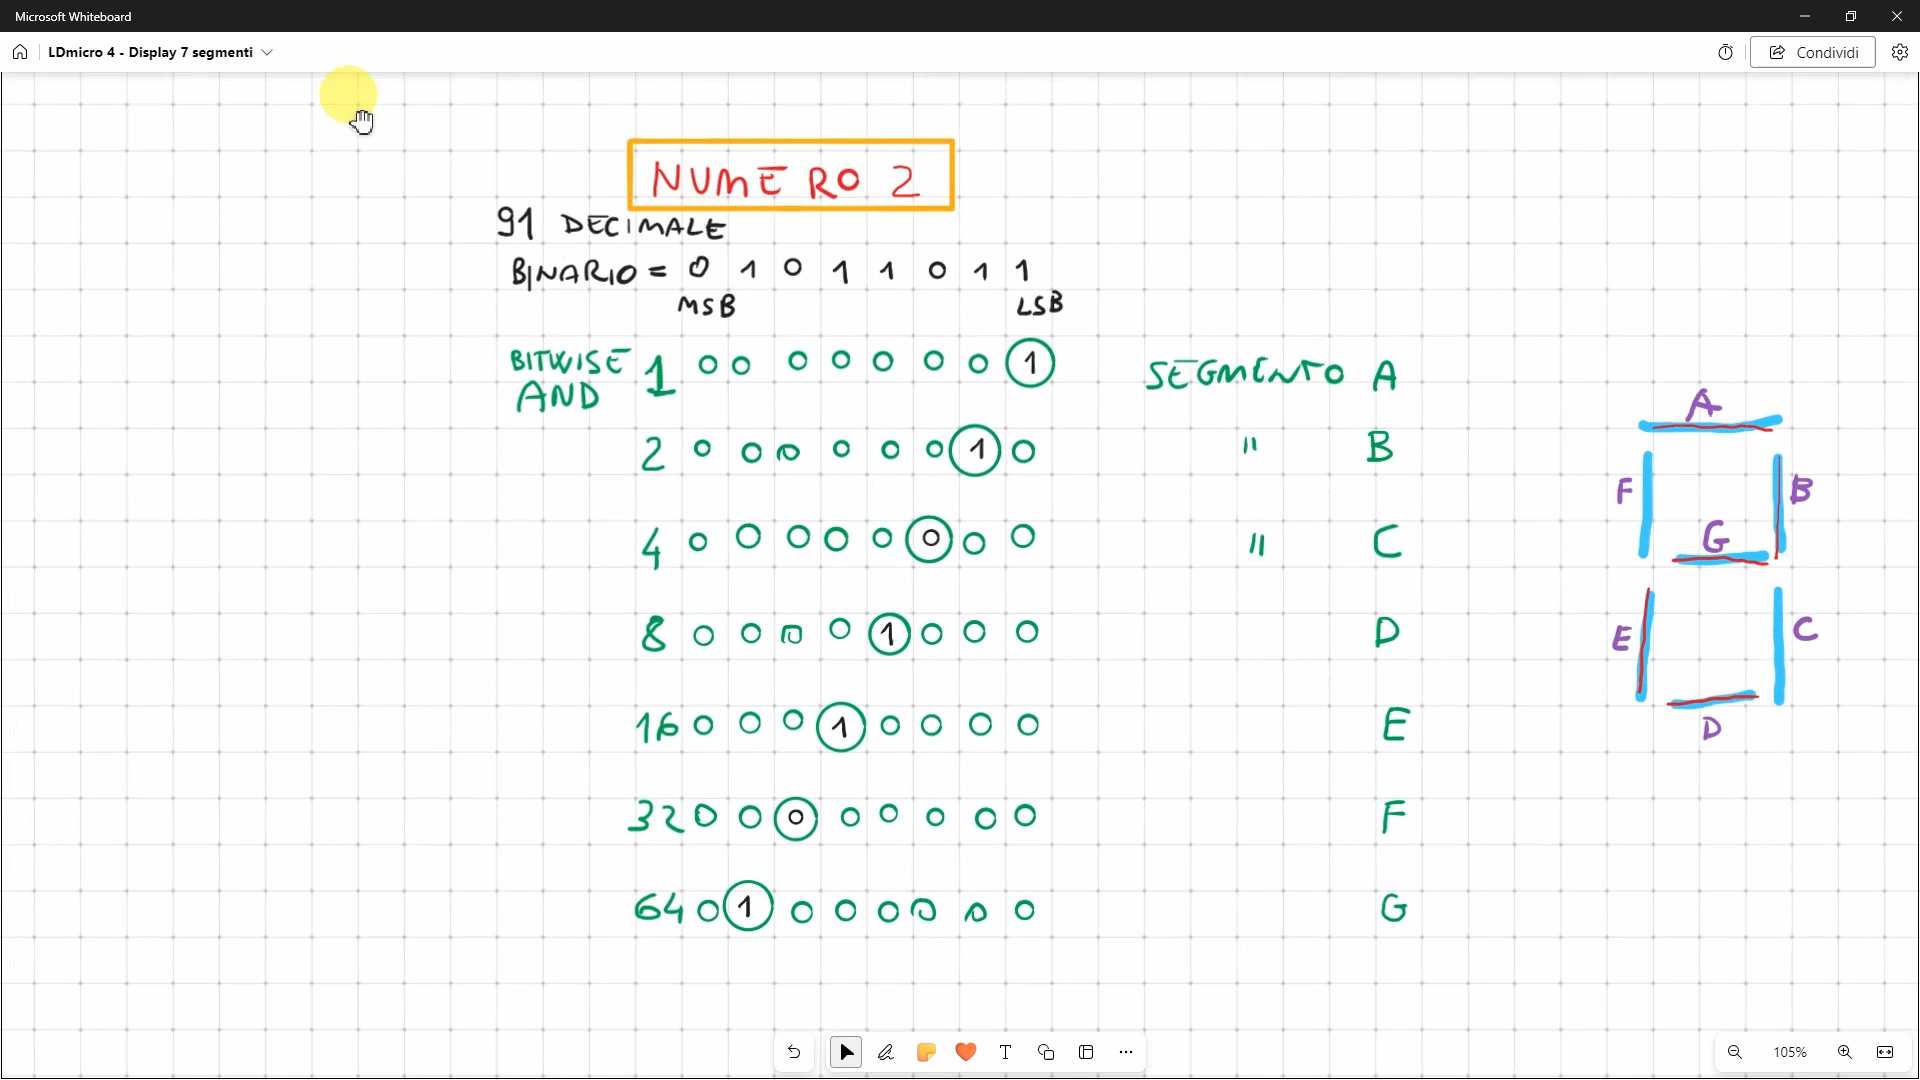 Microsoft Whiteboard
LDmicro 4 - Display 7 segmenti
Condividi
NUMERO 2
91 DECIMALE
BINARIO = 0 1 0 1 1 0 1 1
MSB LSB
BITWISE AND 1 0 0 0 0 0 0 0 1 SEGMENTO A
2 0 0 0 0 0 0 1 0 " B
4 0 0 0 0 0 0 0 0 " C
8 0 0 0 0 1 0 0 0 D
16 0 0 0 1 0 0 0 0 E
32 0 0 0 0 0 0 0 0 F
64 0 1 0 0 0 0 0 0 G
A
F B
G
E C
D
105%